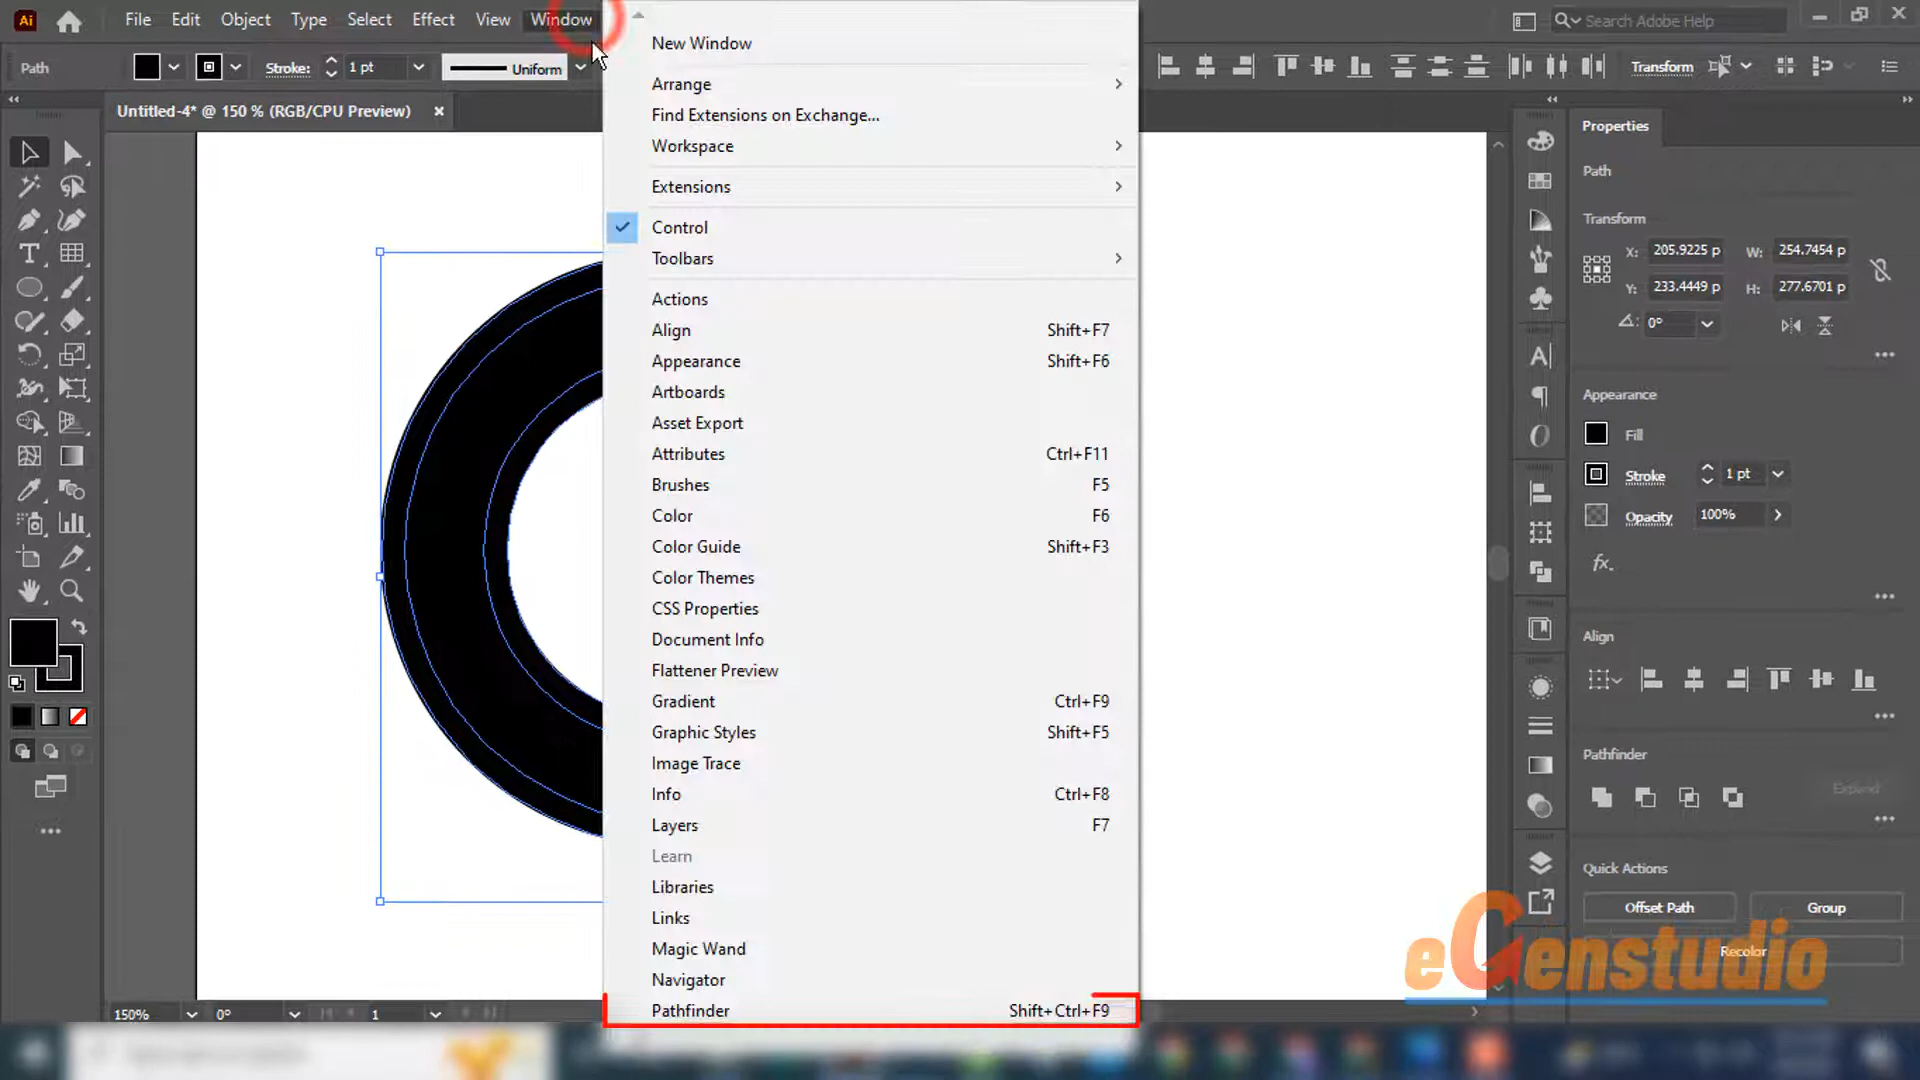 Ai File Edit Object Type Select Effect View Window
Search Adobe Help
Path
Stroke: 1 pt Uniform
Transform
Untitled-4* @ 150 % (RGB/CPU Preview) ×
New Window
Arrange
Find Extensions on Exchange...
Workspace
Extensions
Control
Toolbars
Actions
Align Shift+F7
Appearance Shift+F6
Artboards
Asset Export
Attributes Ctrl+F11
Brushes F5
Color F6
Color Guide Shift+F3
Color Themes
CSS Properties
Document Info
Flattener Preview
Gradient Ctrl+F9
Graphic Styles Shift+F5
Image Trace
Info Ctrl+F8
Layers F7
Learn
Libraries
Links
Magic Wand
Navigator
Pathfinder Shift+Ctrl+F9
Properties
Path
Transform
X: 205.9225 p W: 254.7454 p
Y: 233.4449 p H: 277.6701 p
0°
Appearance
Fill
Stroke 1 pt
Opacity 100%
fx.
Align
Pathfinder
Expand
Quick Actions
Offset Path Group
Recolor
eGenstudio
150% 0° 1